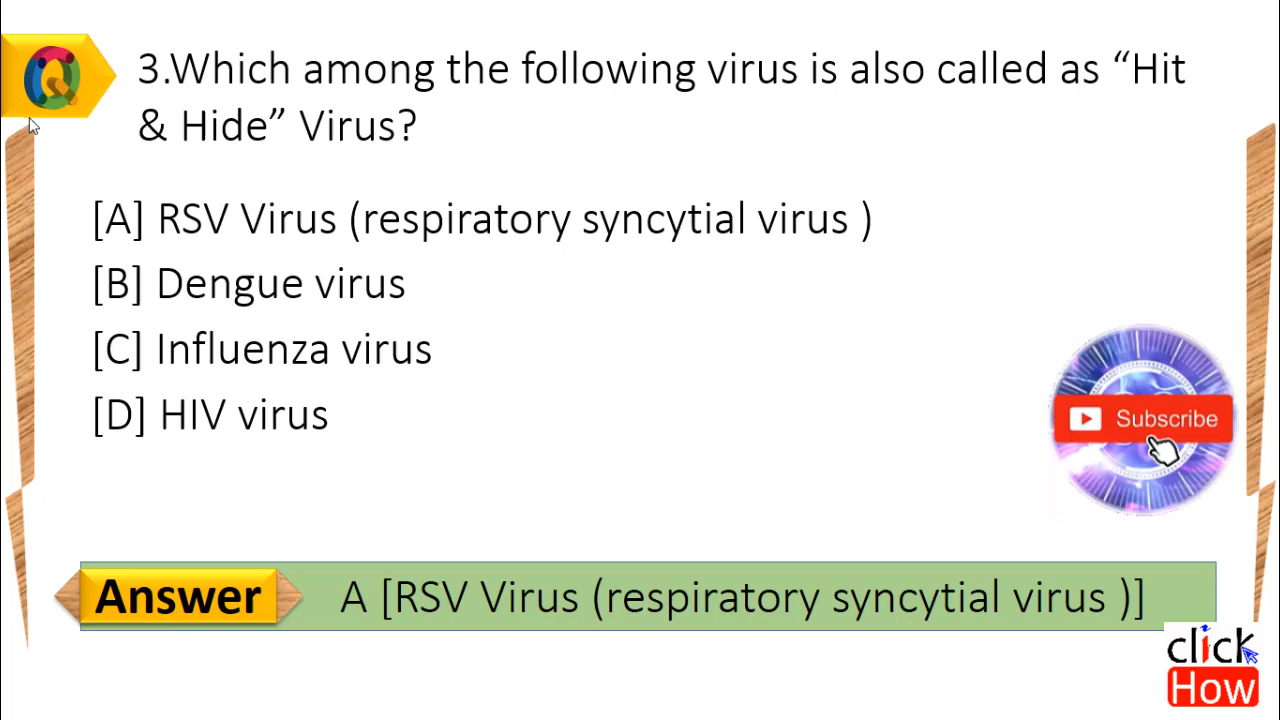 Q
3.Which among the following virus is also called as “Hit
& Hide” Virus?
[A] RSV Virus (respiratory syncytial virus )
[B] Dengue virus
[C] Influenza virus
[D] HIV virus
Subscribe
Answer
A [RSV Virus (respiratory syncytial virus )]
click
How